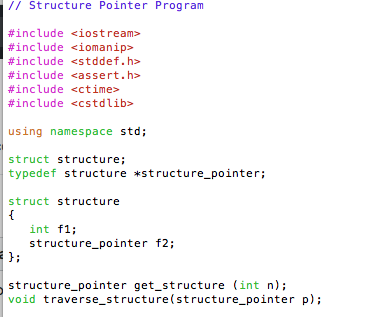 // Structure Pointer Program
#include <iostream>
#include <iomanip>
#include <stddef.h>
#include <assert.h>
#include <ctime>
#include <cstdlib>
using namespace std;
struct structure;
typedef structure *structure_pointer;
struct structure
{
int f1;
structure_pointer f2;
};
structure_pointer get_structure (int n);
void traverse_structure(structure_pointer p);